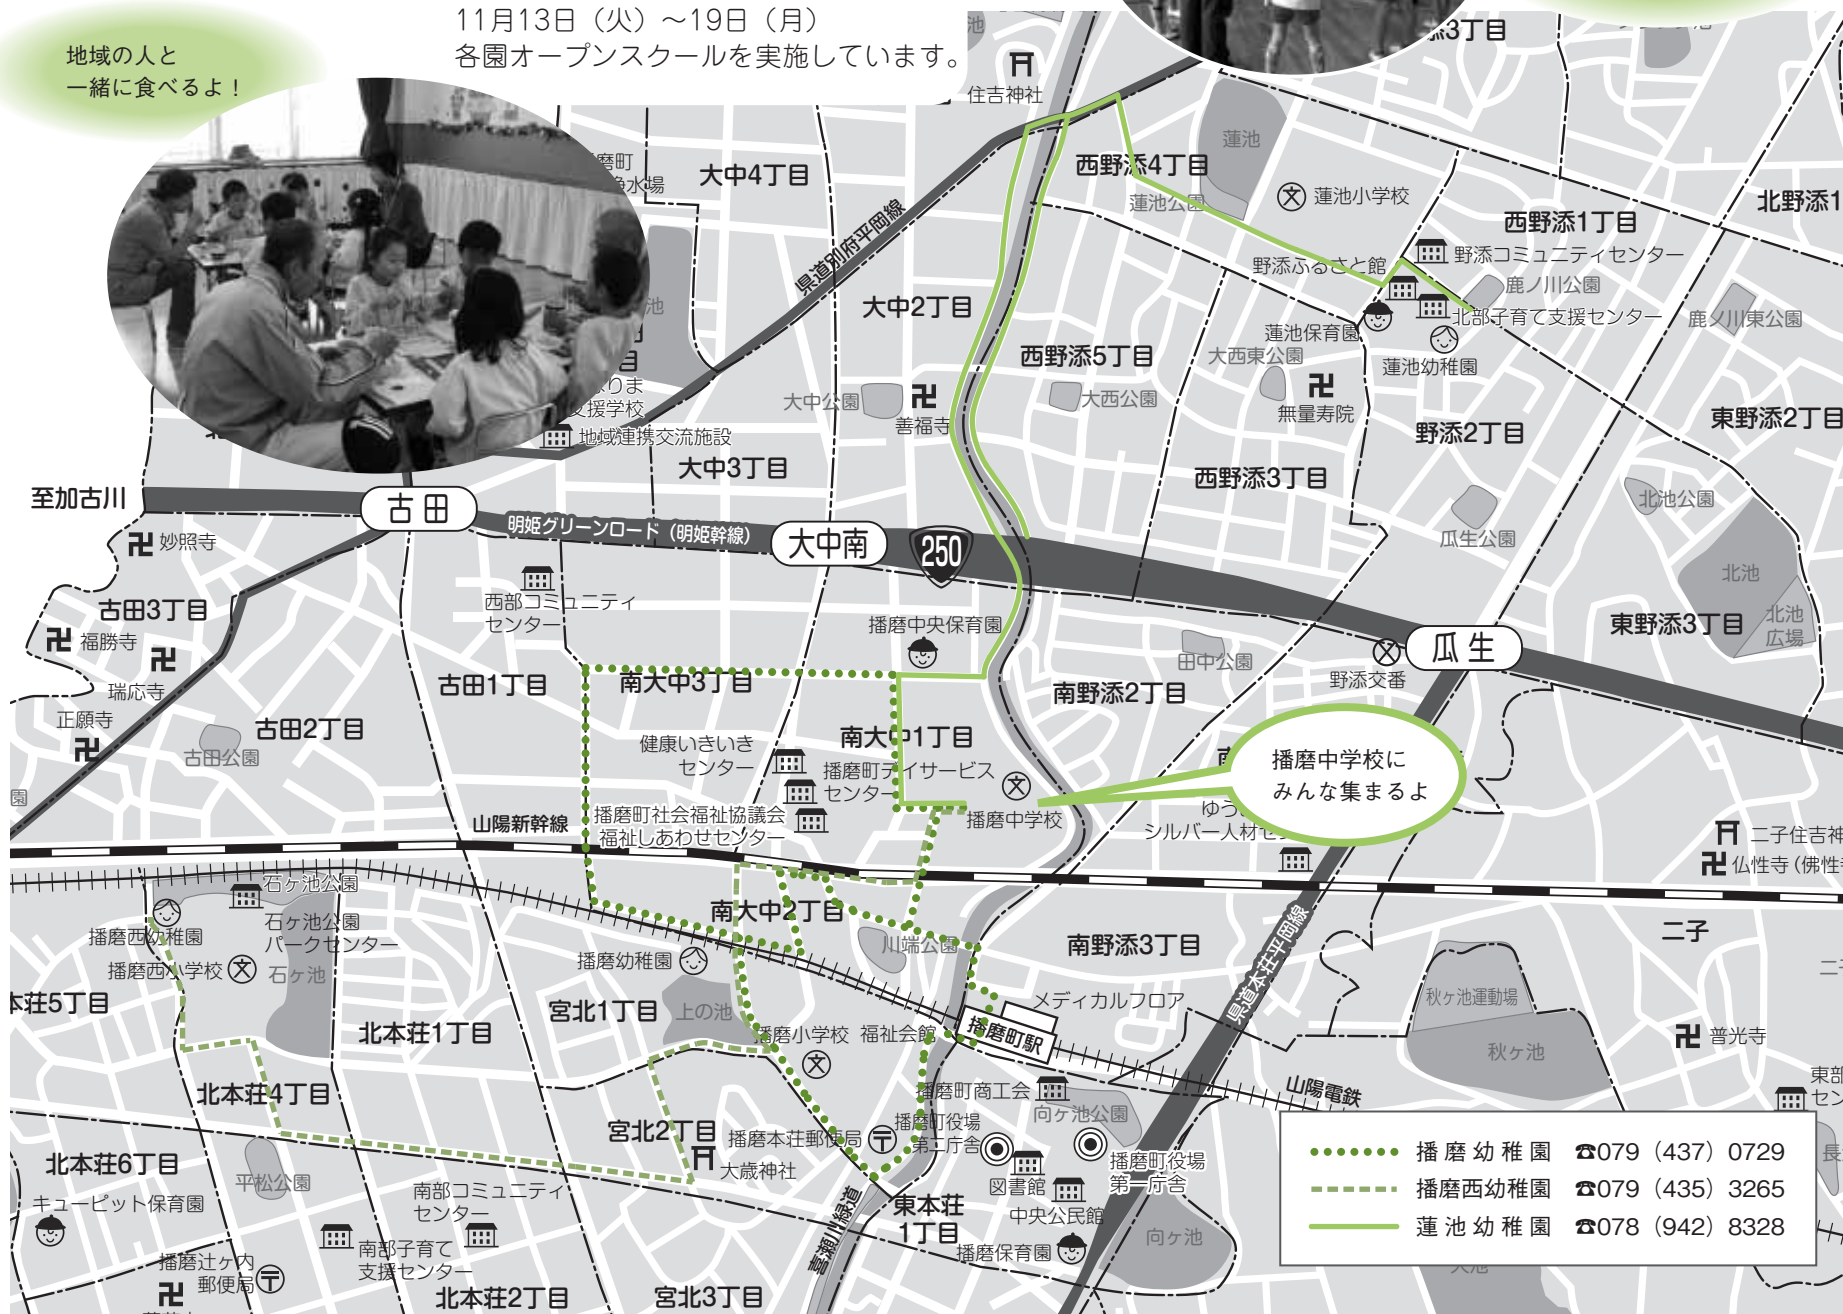 11月13日（火）～19日（月）
各園オープンスクールを実施しています。
地域の人と
一緒に食べるよ！
住吉神社
添3丁目
磨町
浄水場
大中4丁目
西野添4丁目
蓮池
蓮池公園
蓮池小学校
西野添1丁目
北野添1
県道別府平岡線
野添ふるさと館
野添コミュニティセンター
鹿ノ川公園
北部子育て支援センター
鹿ノ川東公園
大中2丁目
蓮池保育園
蓮池幼稚園
西野添5丁目
大西東公園
大西公園
無量寿院
大中公園
善福寺
支援学校
地域連携交流施設
大中3丁目
野添2丁目
東野添2丁目
西野添3丁目
北池公園
瓜生公園
北池
北池
広場
至加古川
古田
明姫グリーンロード（明姫幹線）
大中南
250
妙照寺
西部コミュニティ
センター
古田3丁目
福勝寺
瑞応寺
正願寺
古田1丁目
古田2丁目
古田公園
播磨中央保育園
田中公園
野添交番
瓜生
東野添3丁目
南大中3丁目
南野添2丁目
南大中1丁目
健康いきいき
センター
播磨町デイサービス
センター
播磨町社会福祉協議会
福祉しあわせセンター
播磨中学校
播磨中学校に
みんな集まるよ
ゆう
シルバー人材セ
山陽新幹線
二子住吉神
仏性寺（佛性寺
石ヶ池公園
石ヶ池公園
パークセンター
播磨西幼稚園
播磨西小学校
石ヶ池
本荘5丁目
南大中2丁目
川端公園
南野添3丁目
二子
播磨幼稚園
宮北1丁目
上の池
メディカルフロア
県道本荘平岡線
秋ヶ池運動場
秋ヶ池
普光寺
北本荘1丁目
播磨小学校
福祉会館
播磨町駅
山陽電鉄
北本荘4丁目
播磨町商工会
向ヶ池公園
東部
セン
宮北2丁目
播磨本荘郵便局
播磨町役場
第二庁舎
播磨町役場
第一庁舎
大歳神社
図書館
中央公民館
北本荘6丁目
平松公園
キューピット保育園
南部コミュニティ
センター
喜瀬川緑道
東本荘
1丁目
播磨保育園
向ヶ池
南部子育て
支援センター
播磨辻ヶ内
郵便局
北本荘2丁目
宮北3丁目
播磨幼稚園 ☎079（437）0729
播磨西幼稚園 ☎079（435）3265
蓮池幼稚園 ☎078（942）8328